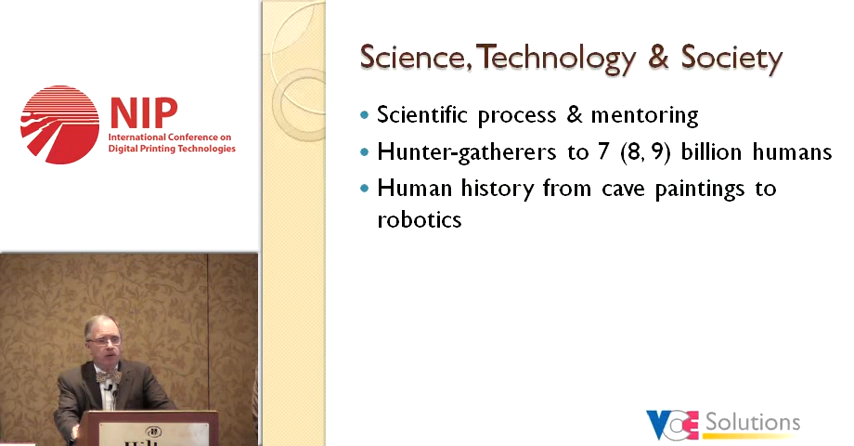 NIP
International Conference on
Digital Printing Technologies
Science, Technology & Society
Scientific process & mentoring
Hunter-gatherers to 7 (8, 9) billion humans
Human history from cave paintings to
robotics
VCE Solutions